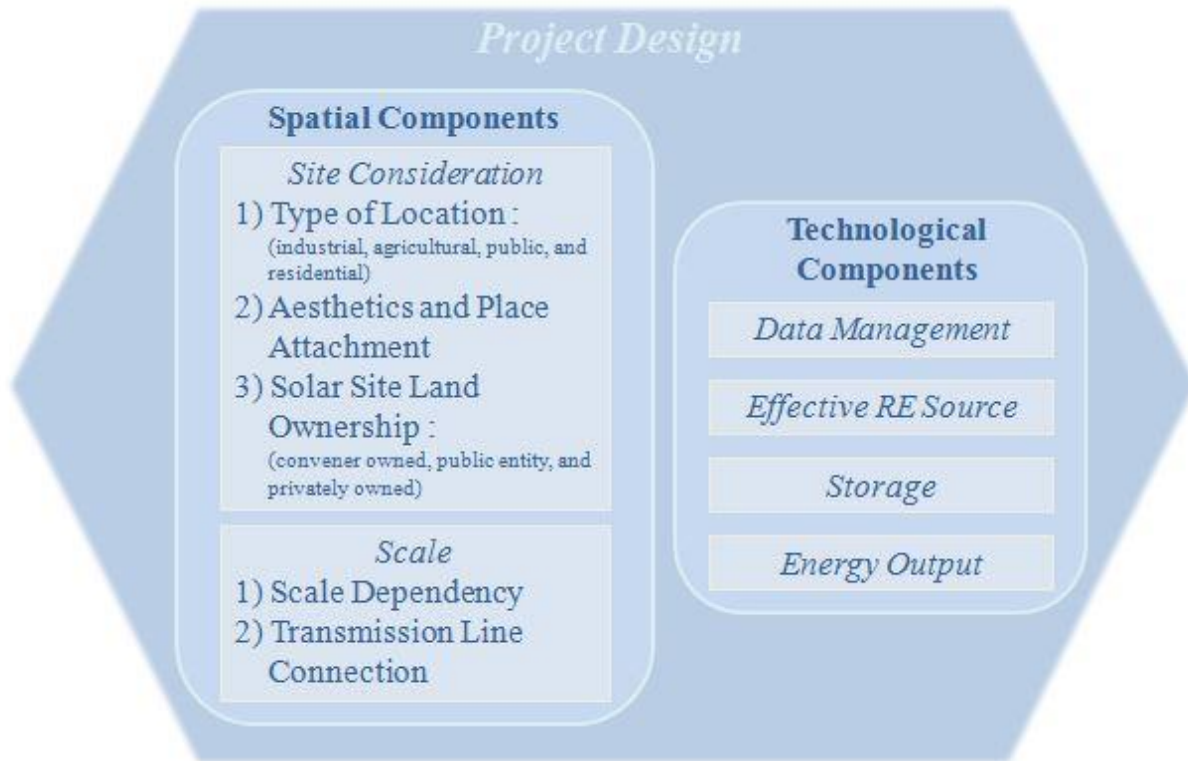 Project Design
Spatial Components
Site Consideration
1) Type of Location :
(industrial, agricultural, public, and
residential)
2) Aesthetics and Place
Attachment
3) Solar Site Land
Ownership :
(convener owned, public entity, and
privately owned)
Scale
1) Scale Dependency
2) Transmission Line
Connection
Technological
Components
Data Management
Effective RE Source
Storage
Energy Output